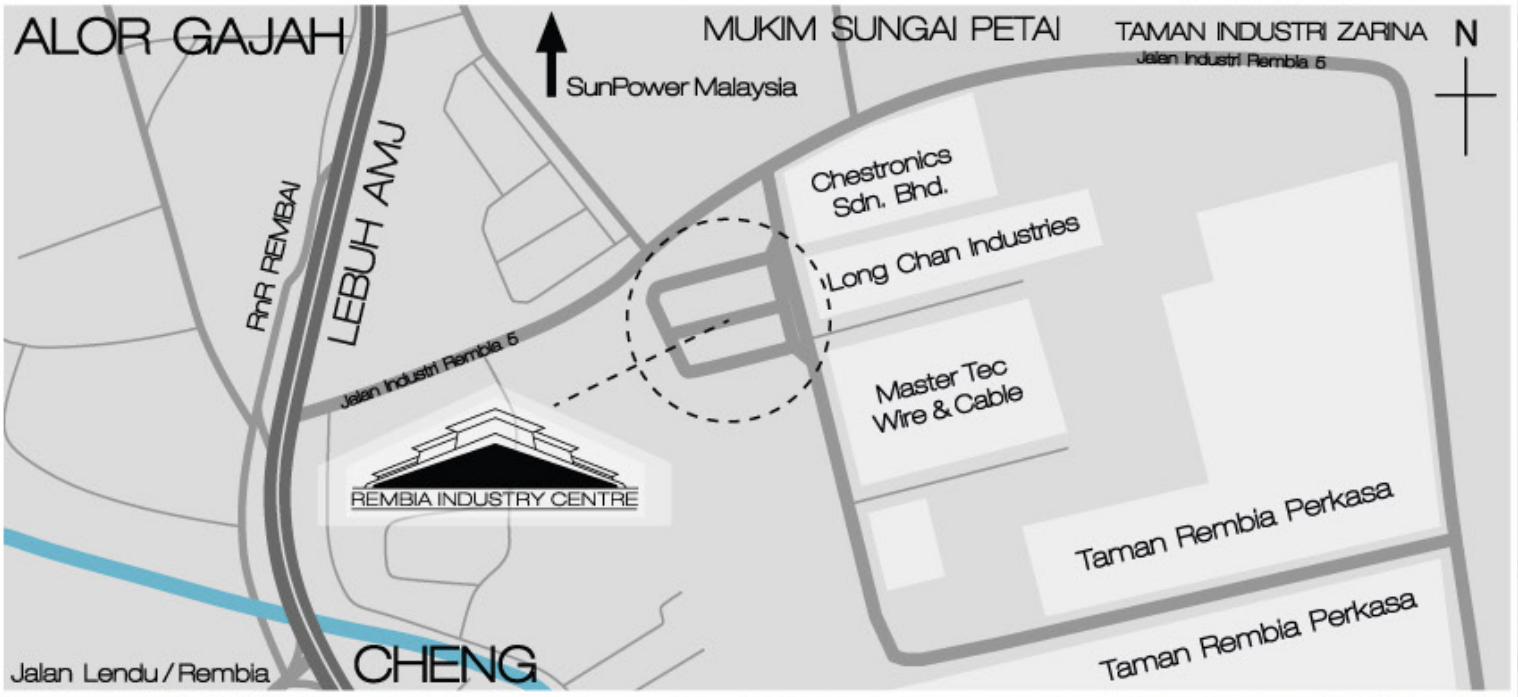 ALOR GAJAH
MUKIM SUNGAI PETAI
TAMAN INDUSTRI ZARINA
N
Jalan Industri Rembia 5
SunPower Malaysia
Chestronics
Sdn. Bhd.
LEBUH AMJ
RnR REMBAI
Long Chan Industries
Jalan Industri Rembia 5
Master Tec
Wire & Cable
REMBIA INDUSTRY CENTRE
Taman Rembia Perkasa
Taman Rembia Perkasa
Jalan Lendu/Rembia
CHENG